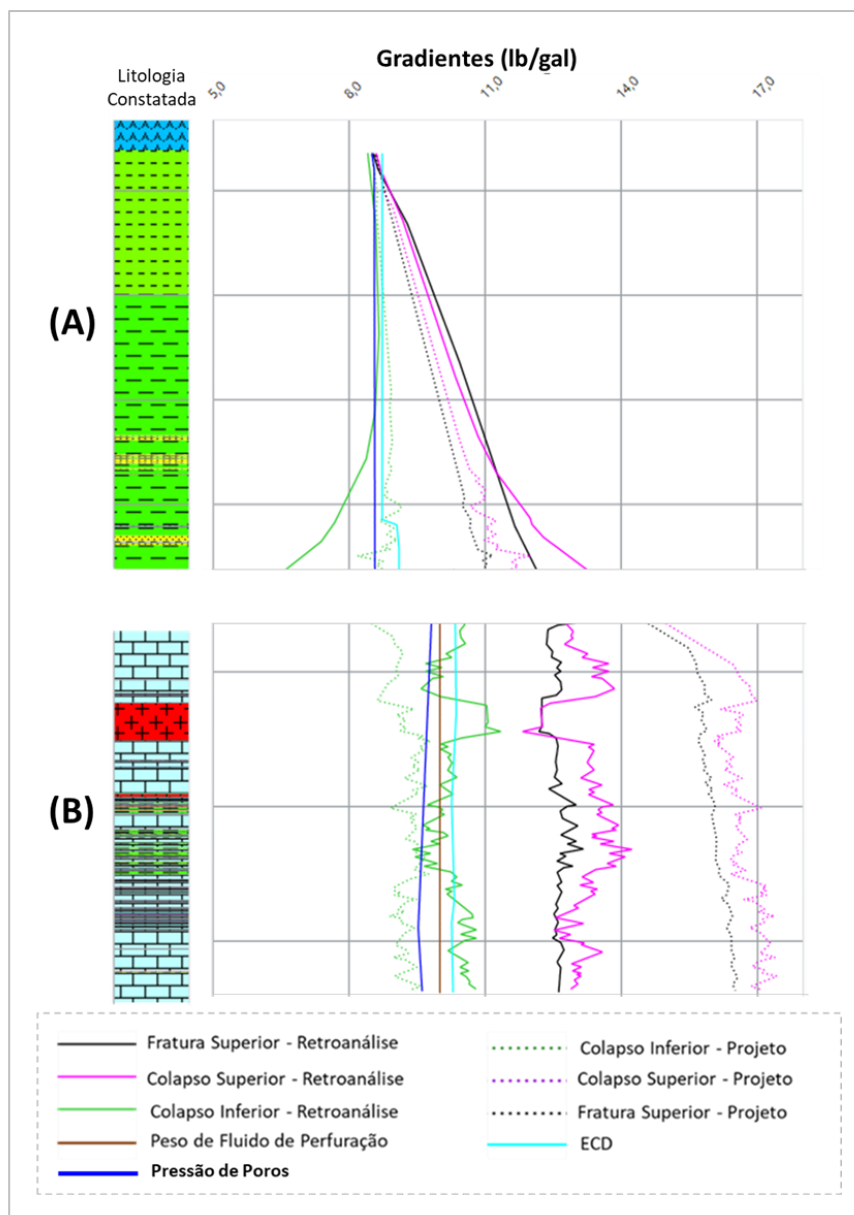 Gradientes (lb/gal)
Litologia
Constatada
5,0
8,0
11,0
14,0
17,0
(A)
(B)
Fratura Superior - Retroanálise
Colapso Superior - Retroanálise
Colapso Inferior - Retroanálise
Peso de Fluido de Perfuração
Pressão de Poros
Colapso Inferior - Projeto
Colapso Superior - Projeto
Fratura Superior - Projeto
ECD